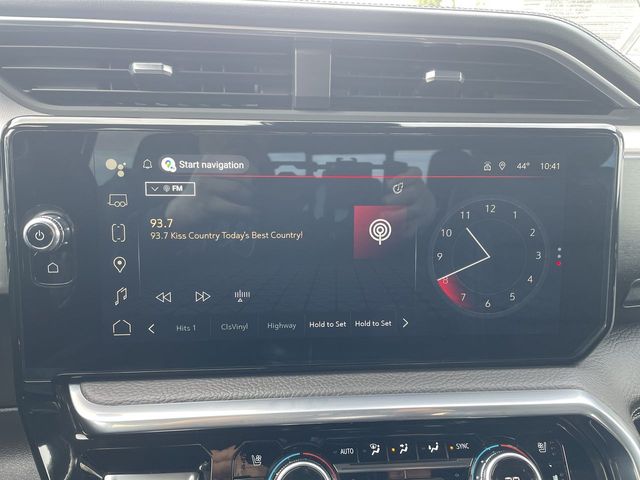 Start navigation
44° 10:41
FM
93.7
93.7 Kiss Country Today's Best Country!
12
11 1
10 2
9 3
8 4
7 5
6
Hits 1 ClsVinyl Highway Hold to Set Hold to Set
AUTO SYNC